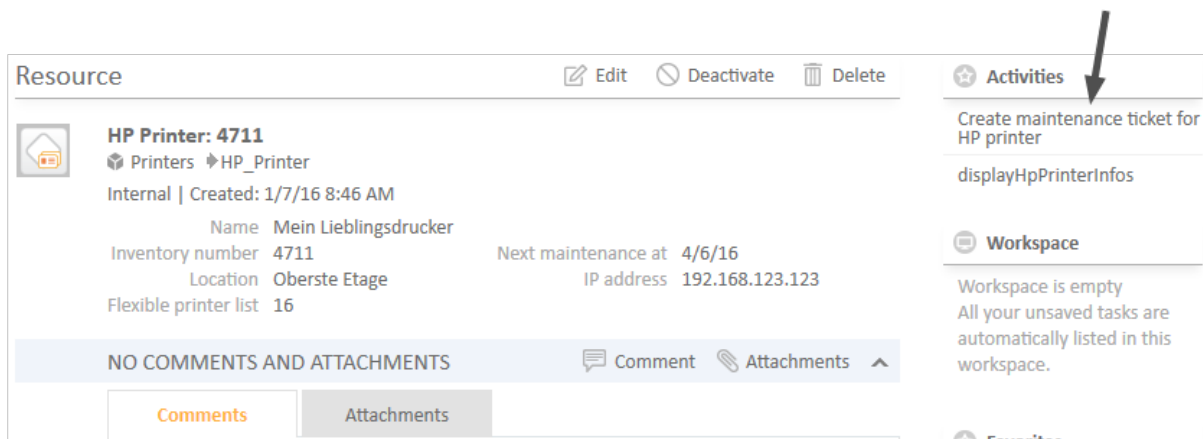 Resource
Edit Deactivate Delete
HP Printer: 4711
Printers HP_Printer
Internal | Created: 1/7/16 8:46 AM
Name Mein Lieblingsdrucker
Inventory number 4711 Next maintenance at 4/6/16
Location Oberste Etage IP address 192.168.123.123
Flexible printer list 16
NO COMMENTS AND ATTACHMENTS Comment Attachments
Comments Attachments
Activities
Create maintenance ticket for
HP printer
displayHpPrinterInfos
Workspace
Workspace is empty
All your unsaved tasks are
automatically listed in this
workspace.